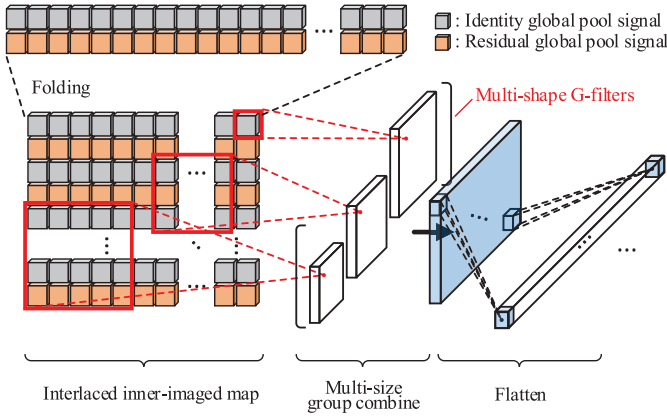 : Identity global pool signal
: Residual global pool signal
Folding
Multi-shape G-filters
Interlaced inner-imaged map
Multi-size
group combine
Flatten